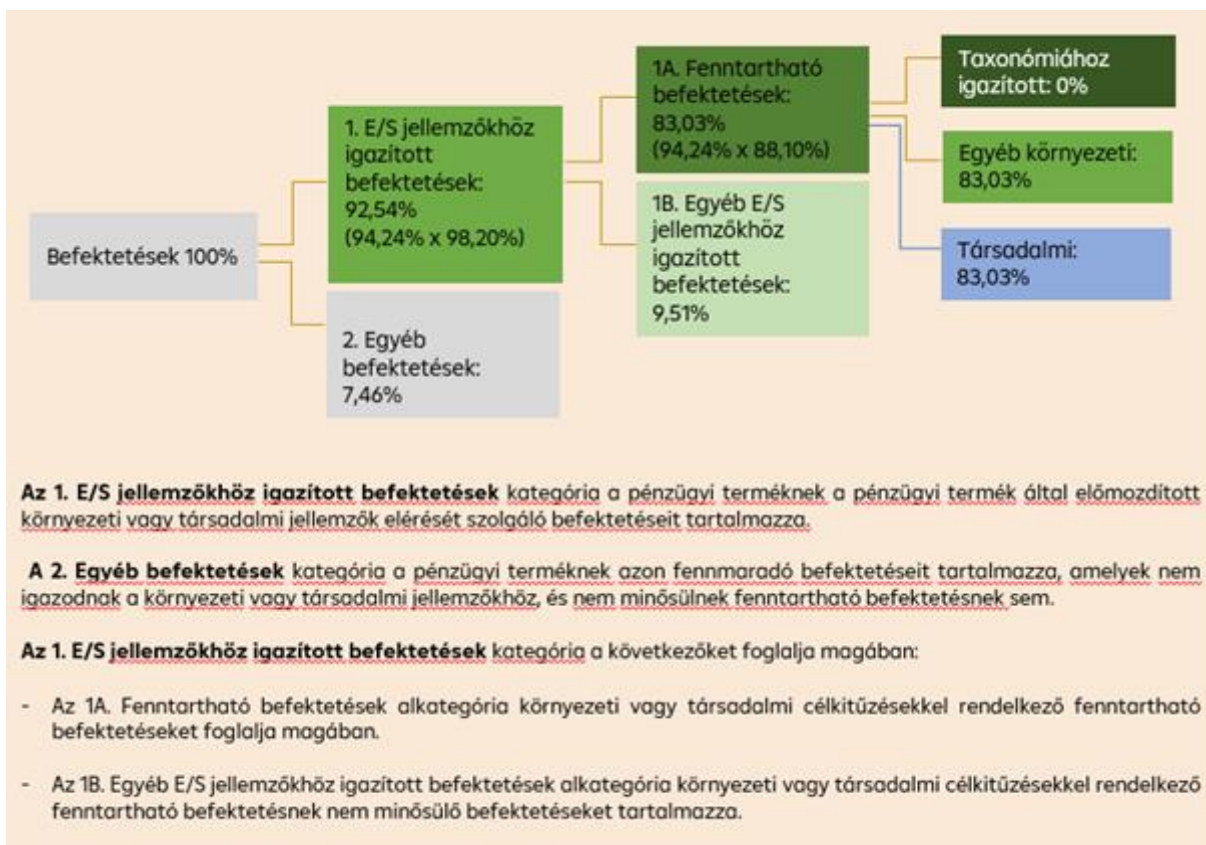 Befektetések 100%
1. E/S jellemzőkhöz
igazított
befektetések:
92,54%
(94,24% x 98,20%)
2. Egyéb
befektetések:
7,46%
1A. Fenntartható
befektetések:
83,03%
(94,24% x 88,10%)
1B. Egyéb E/S
jellemzőkhöz
igazított
befektetések:
9,51%
Taxonómiához
igazított: 0%
Egyéb környezeti:
83,03%
Társadalmi:
83,03%
Az 1. E/S jellemzőkhöz igazított befektetések kategória a pénzügyi terméknek a pénzügyi termék által előmozdított
környezeti vagy társadalmi jellemzők elérését szolgáló befektetéseit tartalmazza.
A 2. Egyéb befektetések kategória a pénzügyi terméknek azon fennmaradó befektetéseit tartalmazza, amelyek nem
igazodnak a környezeti vagy társadalmi jellemzőkhöz, és nem minősülnek fenntartható befektetésnek sem.
Az 1. E/S jellemzőkhöz igazított befektetések kategória a következőket foglalja magában:
- Az 1A. Fenntartható befektetések alkategória környezeti vagy társadalmi célkitűzésekkel rendelkező fenntartható
befektetéseket foglalja magában.
- Az 1B. Egyéb E/S jellemzőkhöz igazított befektetések alkategória környezeti vagy társadalmi célkitűzésekkel rendelkező
fenntartható befektetésnek nem minősülő befektetéseket tartalmazza.